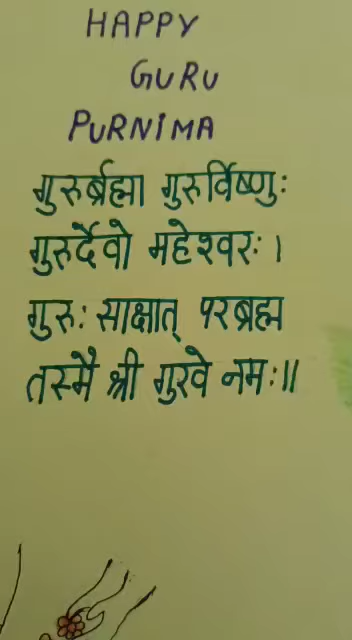 HAPPY
GURU
PURNIMA
गुरुर्ब्रह्मा गुरुर्विष्णुः
गुरुर्देवो महेश्वरः ।
गुरुः साक्षात् परब्रह्म
तस्मै श्री गुरवे नमः॥